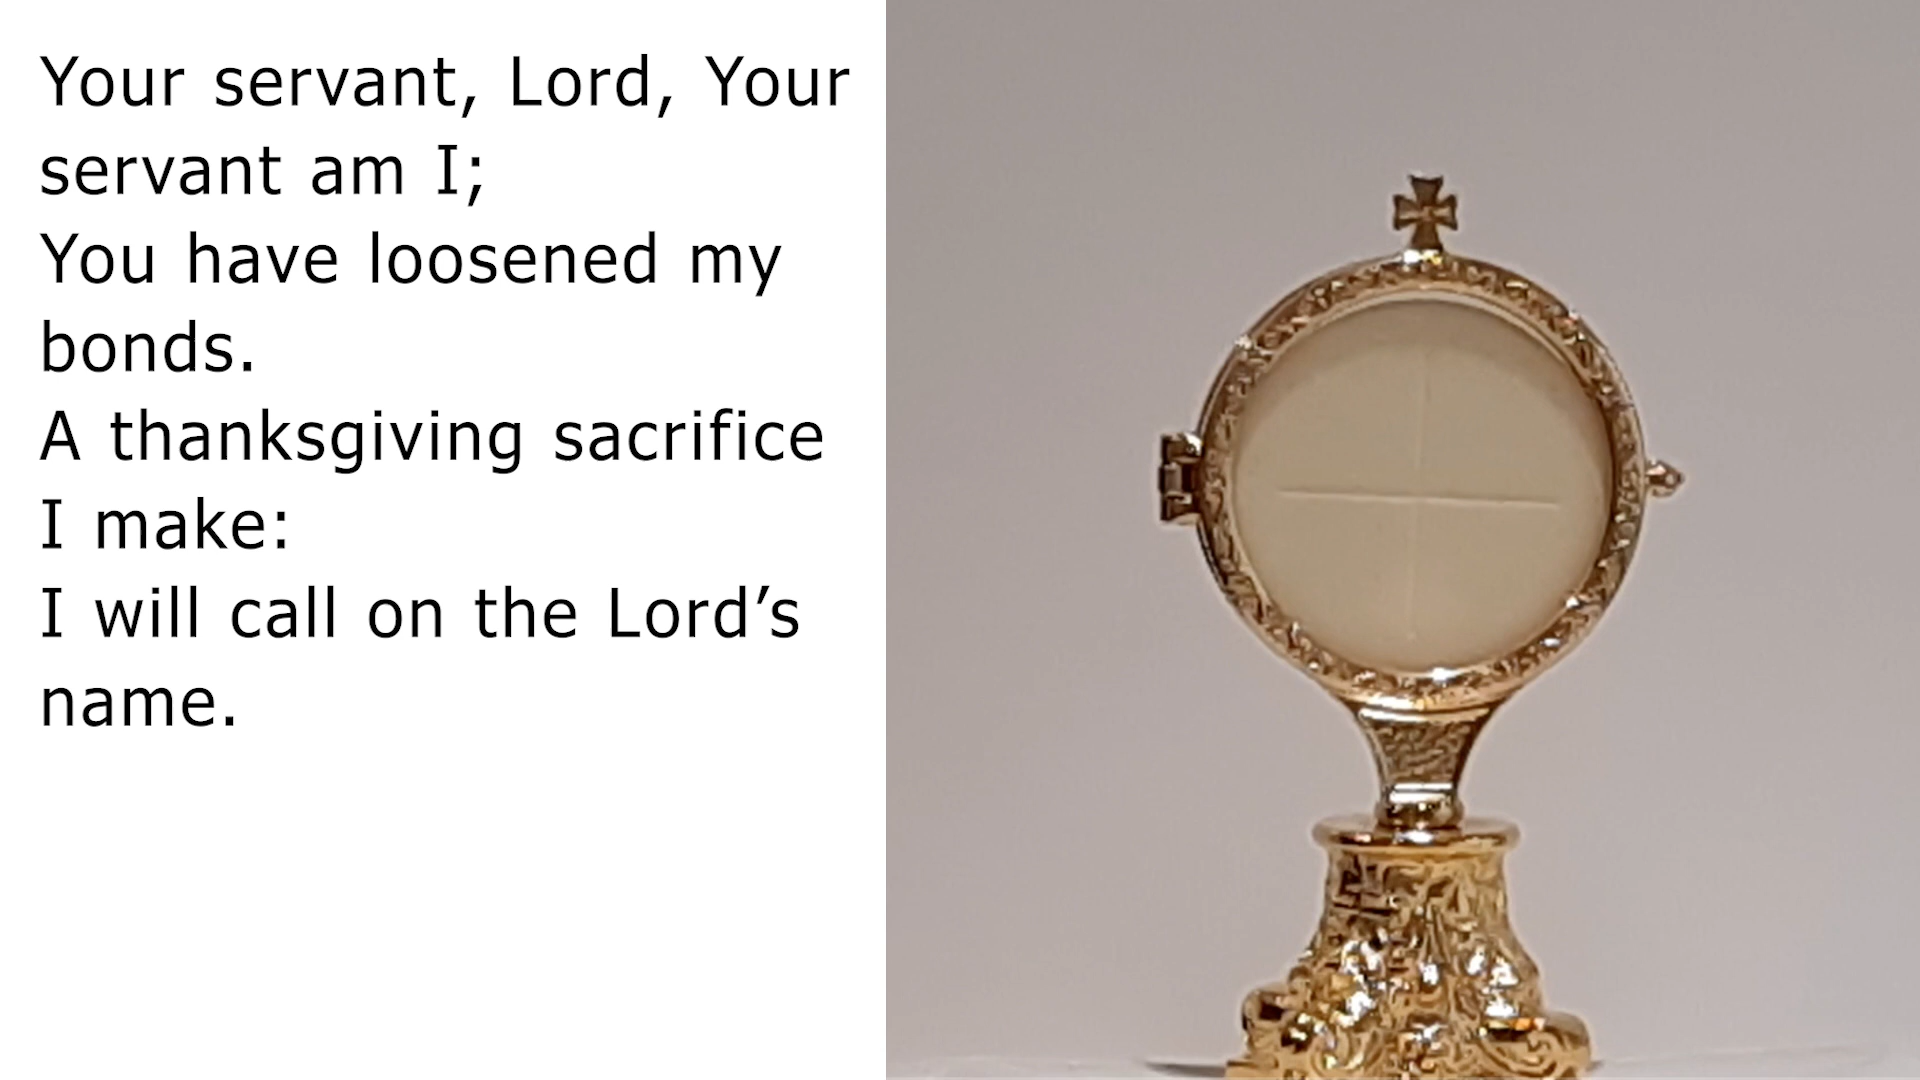 Your servant, Lord, Your
servant am I;
You have loosened my
bonds.
A thanksgiving sacrifice
I make:
I will call on the Lord’s
name.